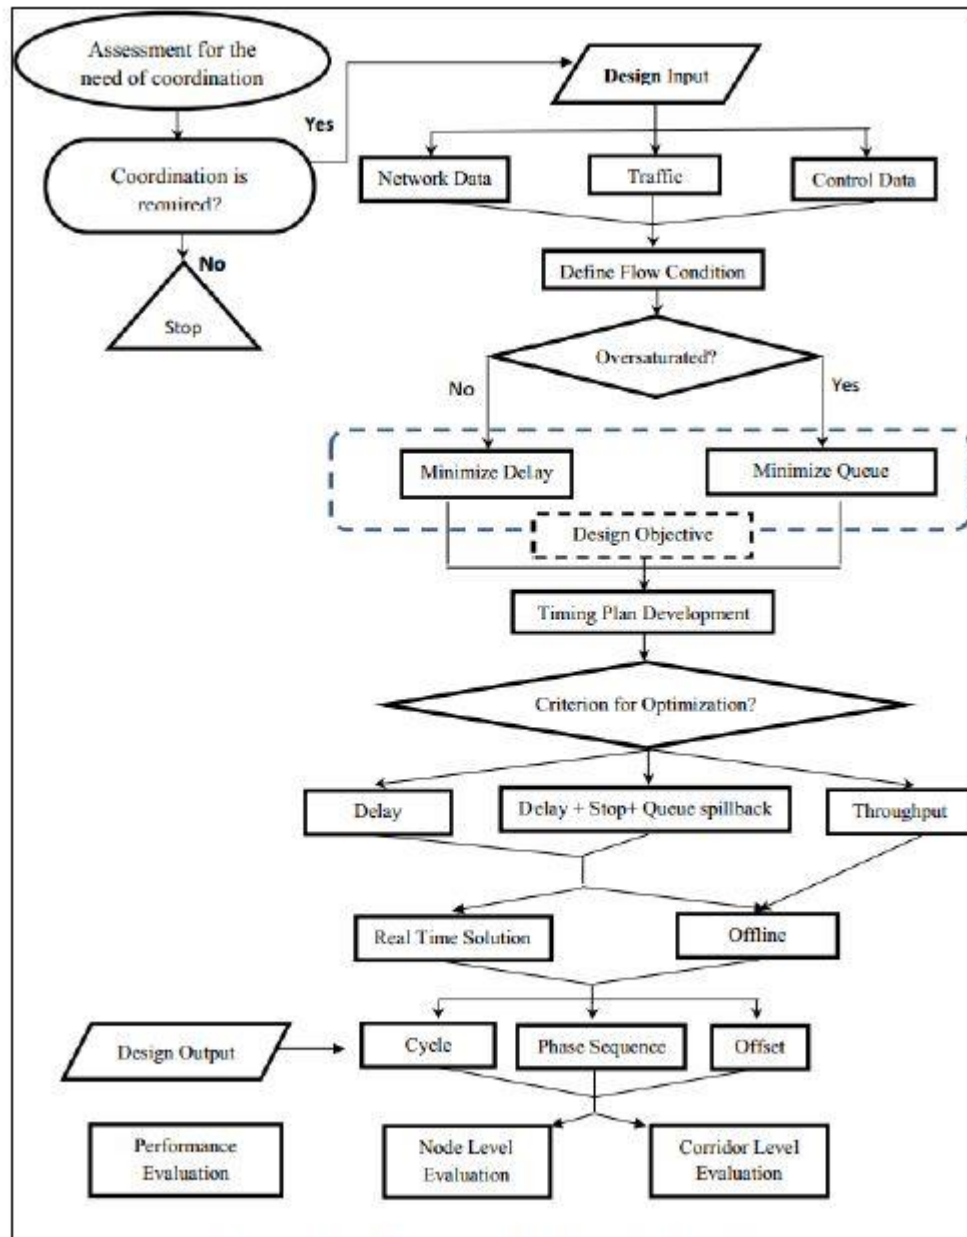 Assessment for the
need of coordination
Yes
Coordination is
required?
No
Stop
Design Input
Network Data
Traffic
Control Data
Define Flow Condition
Oversaturated?
No
Yes
Minimize Delay
Minimize Queue
Design Objective
Timing Plan Development
Criterion for Optimization?
Delay
Delay + Stop+ Queue spillback
Throughput
Real Time Solution
Offline
Design Output
Cycle
Phase Sequence
Offset
Performance
Evaluation
Node Level
Evaluation
Corridor Level
Evaluation